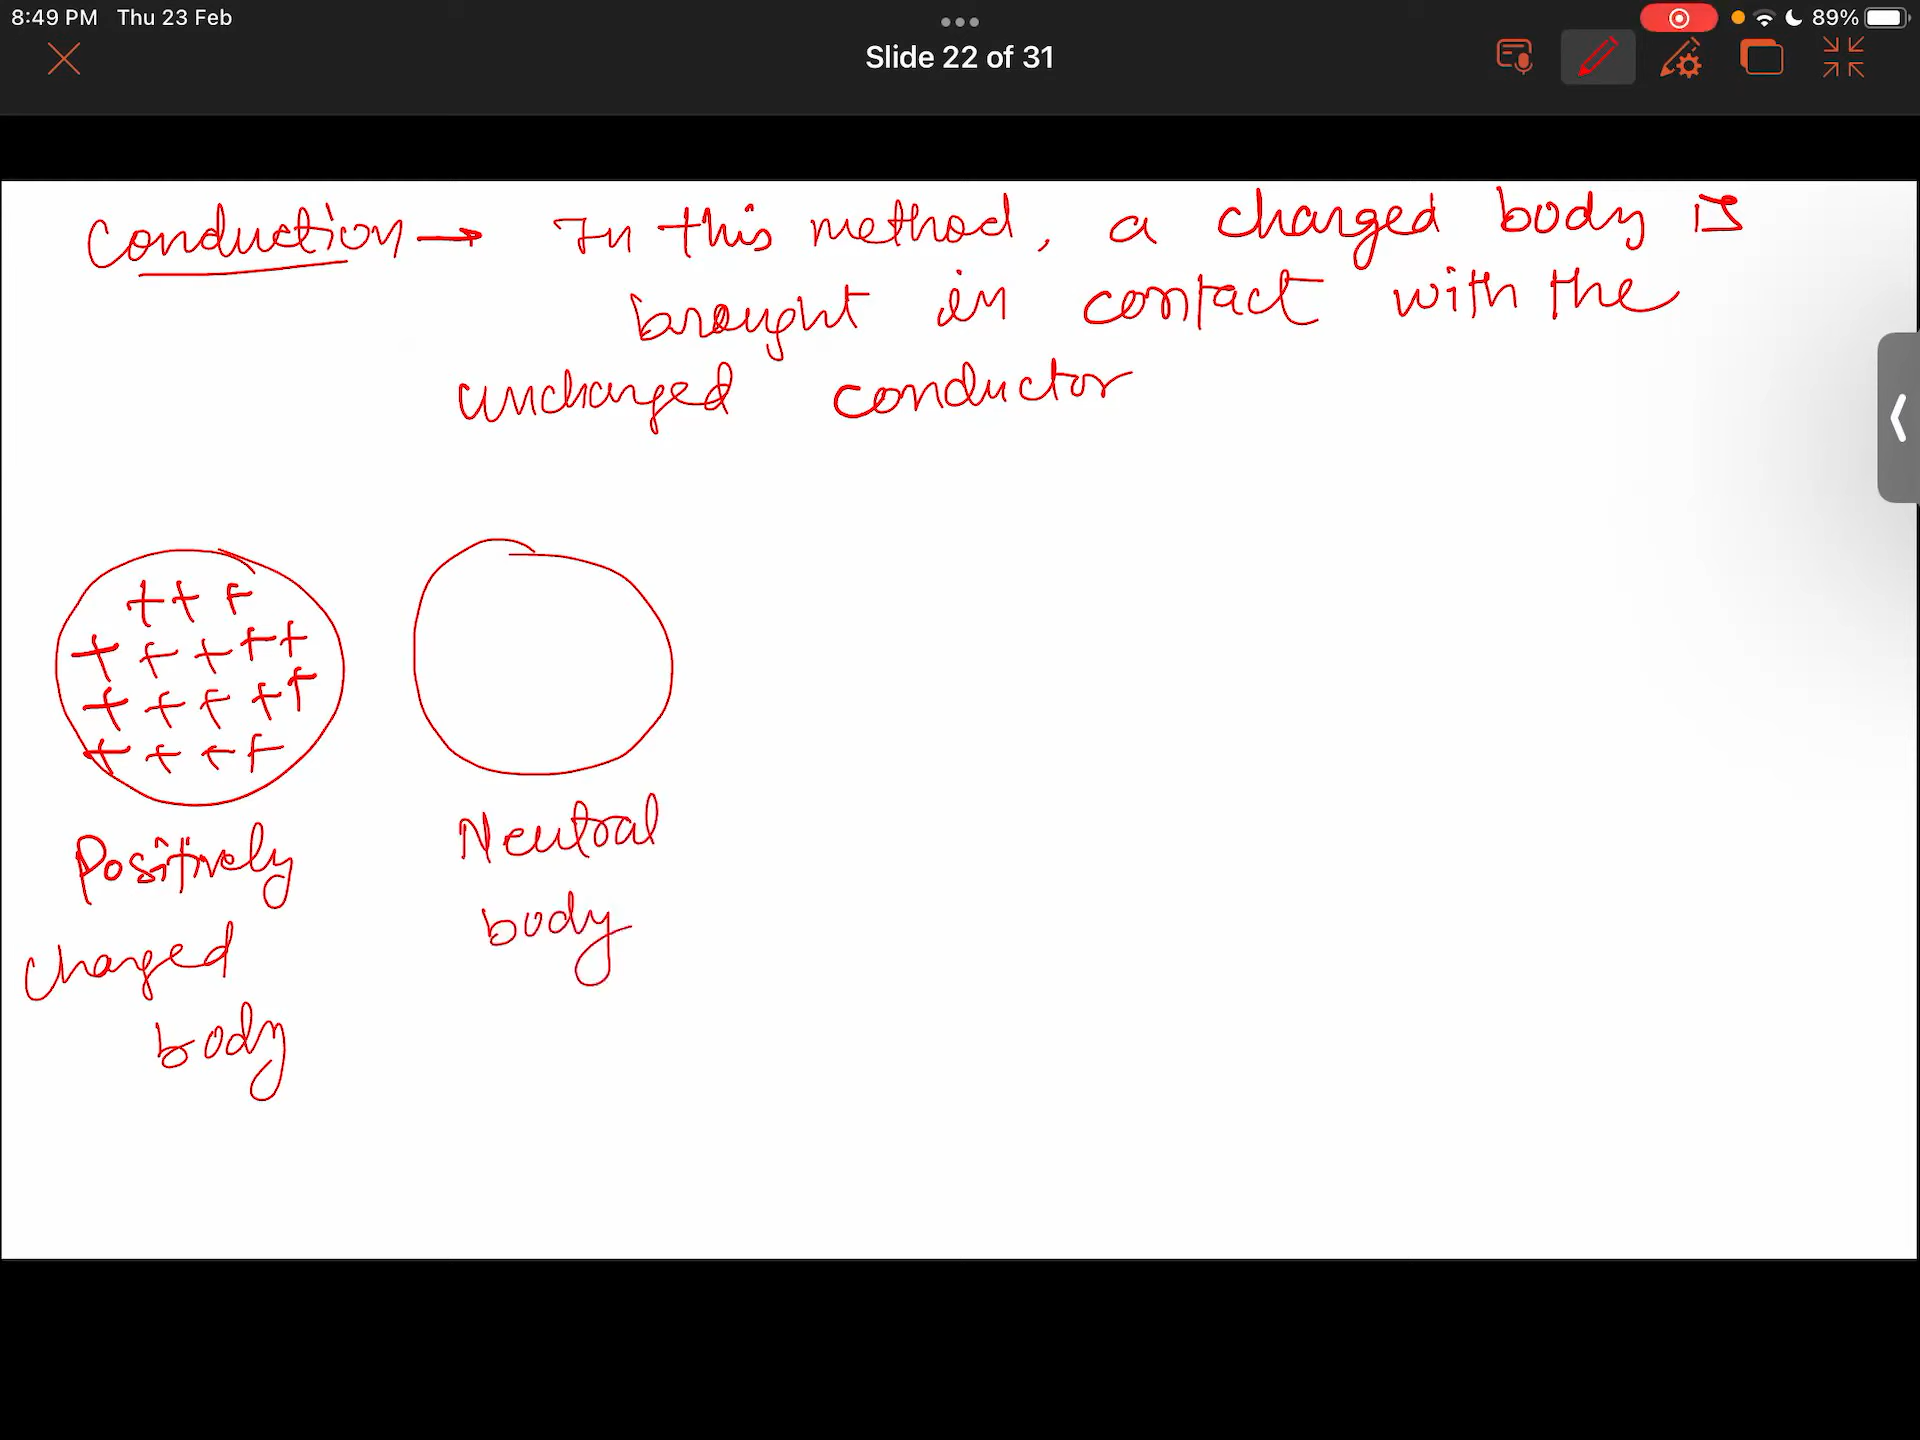 8:49 PM Thu 23 Feb
89%
Slide 22 of 31
Conduction → In this method, a charged body is
brought in contact with the
uncharged conductor
+ + +
+ + + + +
+ + + + +
+ + + +
Positively
charged
body
Neutral
body